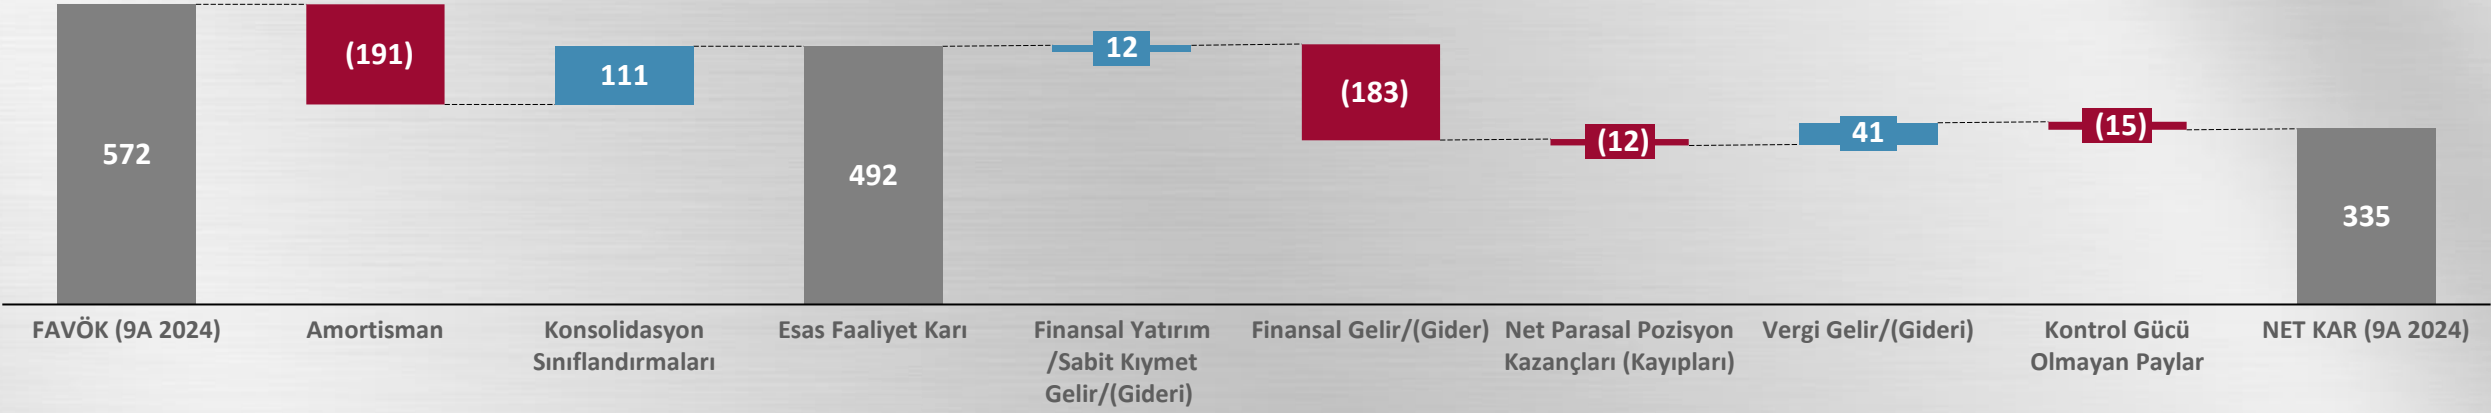 572
(191)
111
492
12
(183)
(12)
41
(15)
335
FAVÖK (9A 2024)
Amortisman
Konsolidasyon
Sınıflandırmaları
Esas Faaliyet Karı
Finansal Yatırım
/Sabit Kıymet
Gelir/(Gideri)
Finansal Gelir/(Gider)
Net Parasal Pozisyon
Kazançları (Kayıpları)
Vergi Gelir/(Gideri)
Kontrol Gücü
Olmayan Paylar
NET KAR (9A 2024)